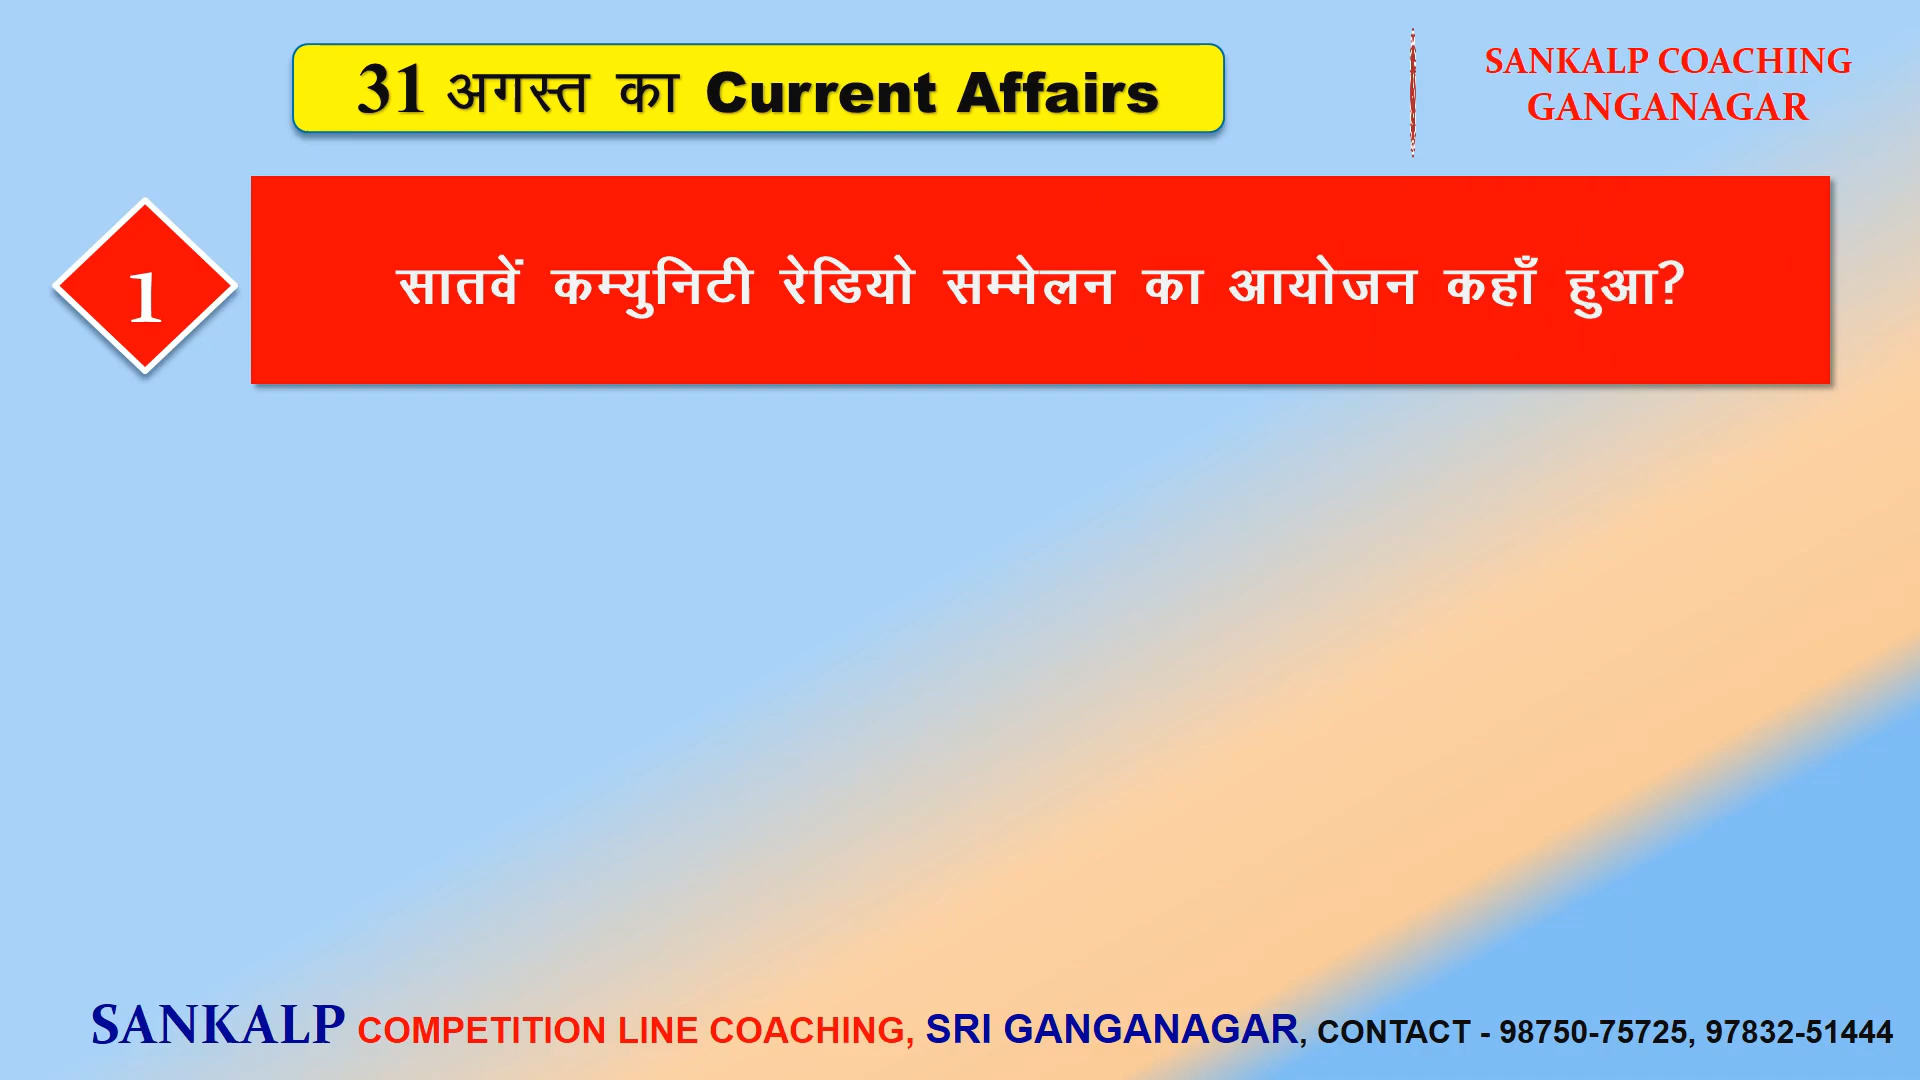 31 अगस्त का Current Affairs
SANKALP COACHING
GANGANAGAR
1
सातवें कम्युनिटी रेडियो सम्मेलन का आयोजन कहाँ हुआ?
SANKALP COMPETITION LINE COACHING, SRI GANGANAGAR, CONTACT - 98750-75725, 97832-51444